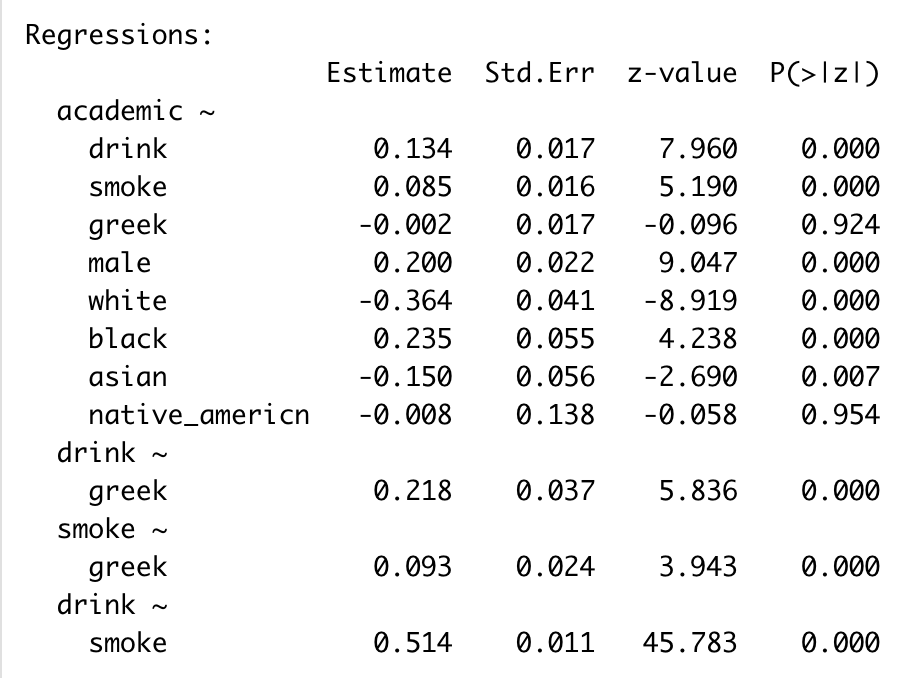 Regressions:
Estimate Std.Err z-value P(>|z|)
academic ~
drink 0.134 0.017 7.960 0.000
smoke 0.085 0.016 5.190 0.000
greek -0.002 0.017 -0.096 0.924
male 0.200 0.022 9.047 0.000
white -0.364 0.041 -8.919 0.000
black 0.235 0.055 4.238 0.000
asian -0.150 0.056 -2.690 0.007
native_americn -0.008 0.138 -0.058 0.954
drink ~
greek 0.218 0.037 5.836 0.000
smoke ~
greek 0.093 0.024 3.943 0.000
drink ~
smoke 0.514 0.011 45.783 0.000